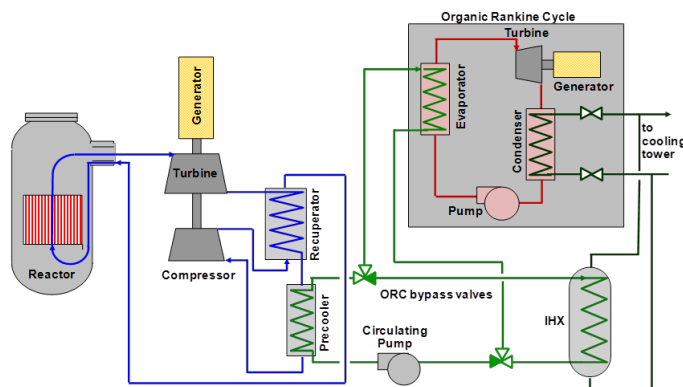 Organic Rankine Cycle
Turbine
Generator
Evaporator
Generator
Condenser
to
cooling
tower
Turbine
Recuperator
Pump
Reactor
Compressor
Precooler
ORC bypass valves
IHX
Circulating
Pump